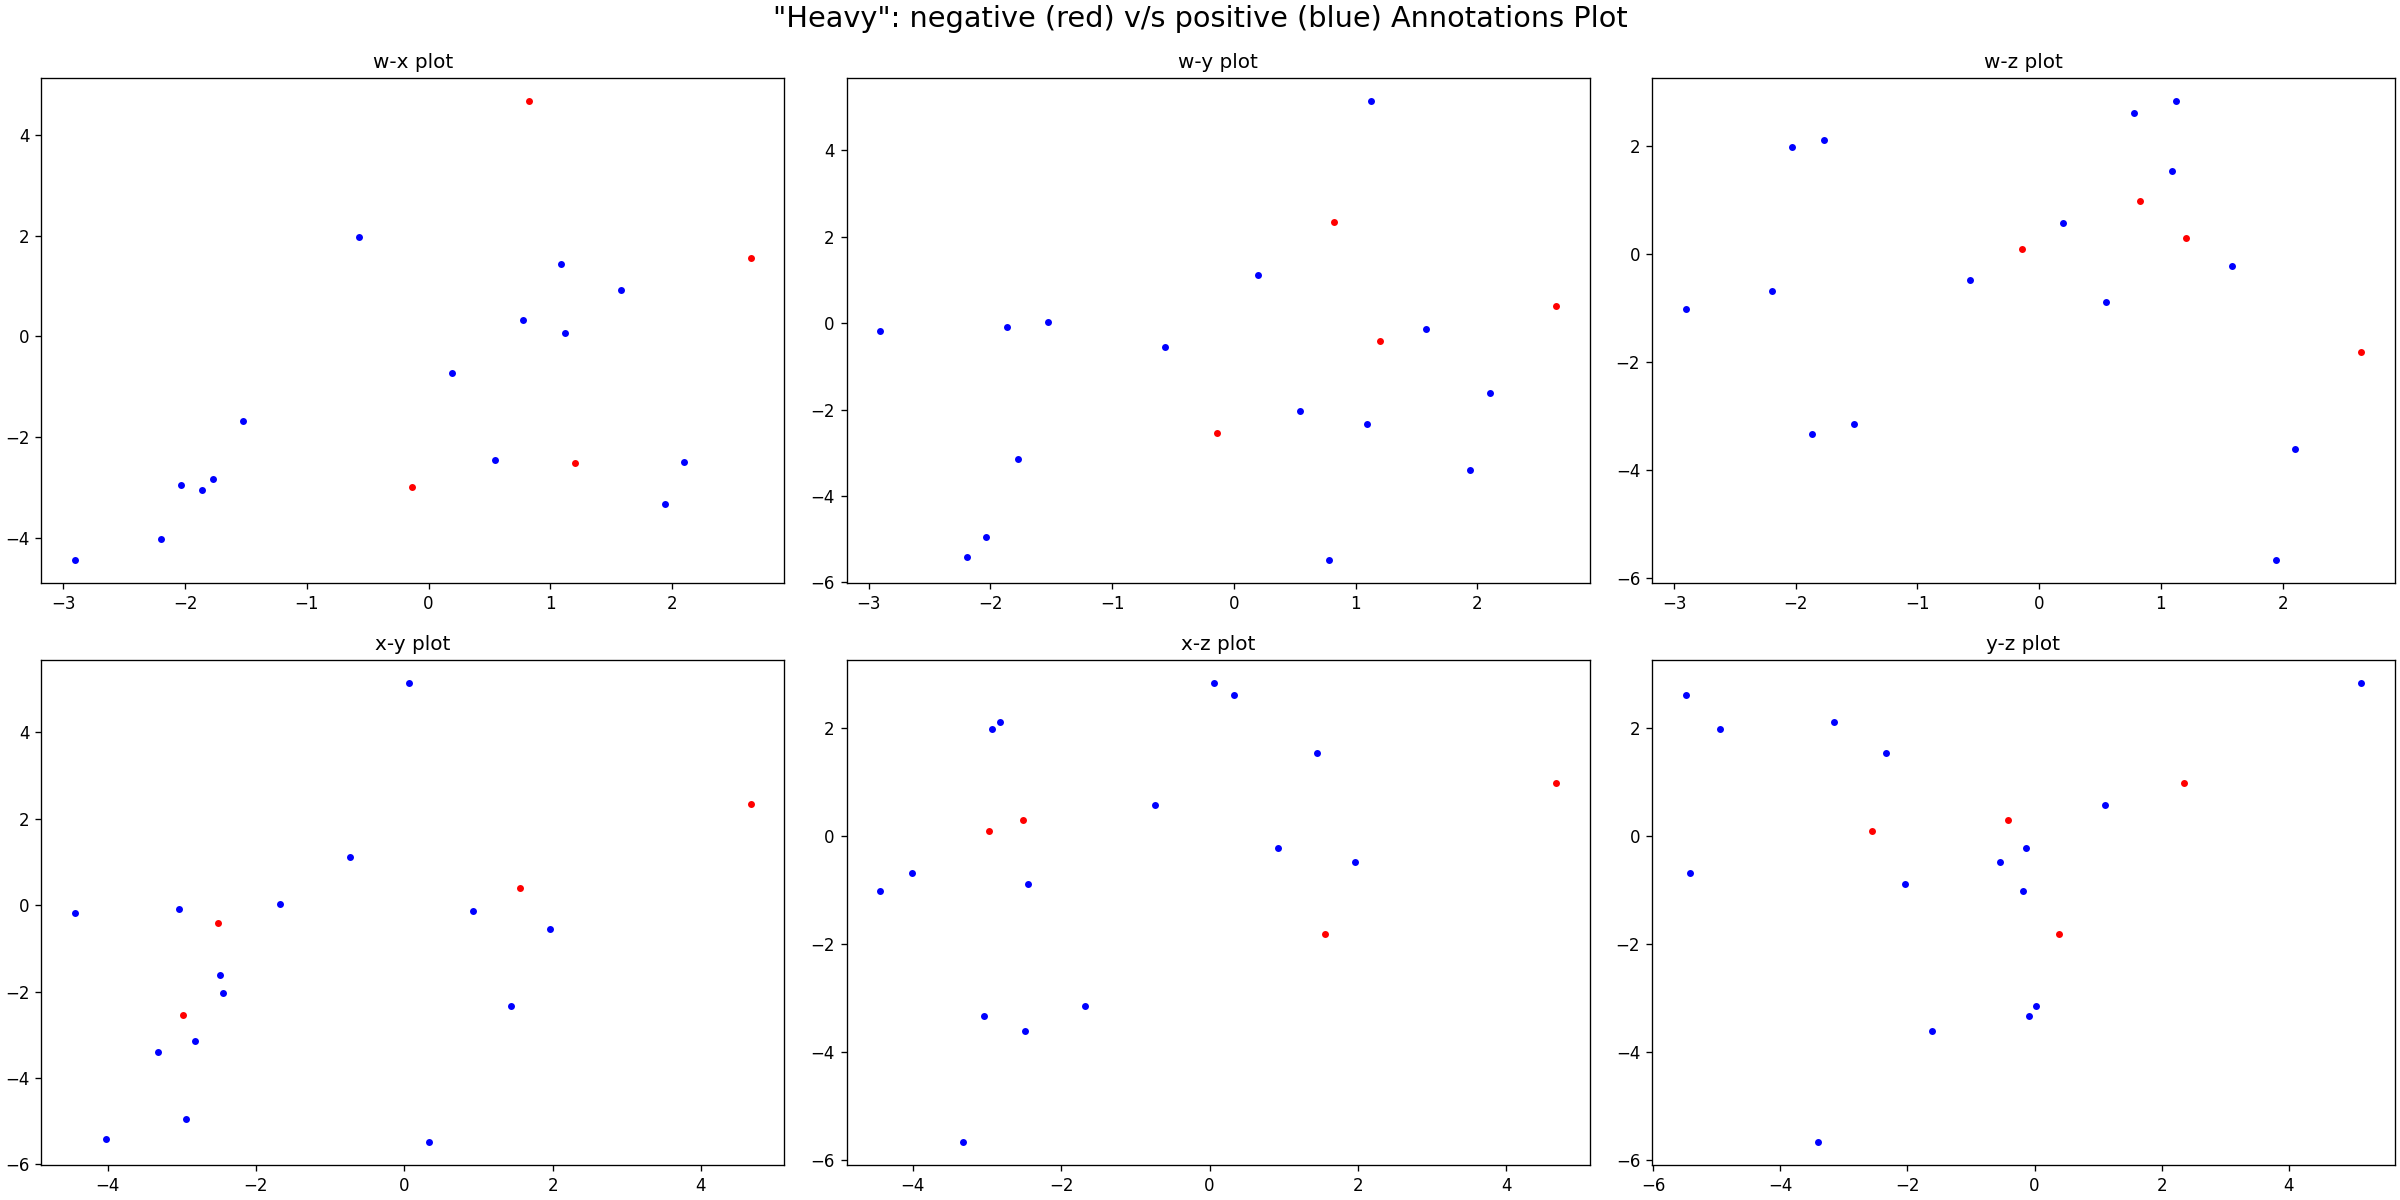 "Heavy": negative (red) v/s positive (blue) Annotations Plot
w-x plot
w-y plot
w-z plot
4
2
0
−2
−4
−3 −2 −1 0 1 2
4
2
0
−2
−4
−6
−3 −2 −1 0 1 2
2
0
−2
−4
−6
−3 −2 −1 0 1 2
x-y plot
x-z plot
y-z plot
4
2
0
−2
−4
−6
−4 −2 0 2 4
2
0
−2
−4
−6
−4 −2 0 2 4
2
0
−2
−4
−6
−6 −4 −2 0 2 4